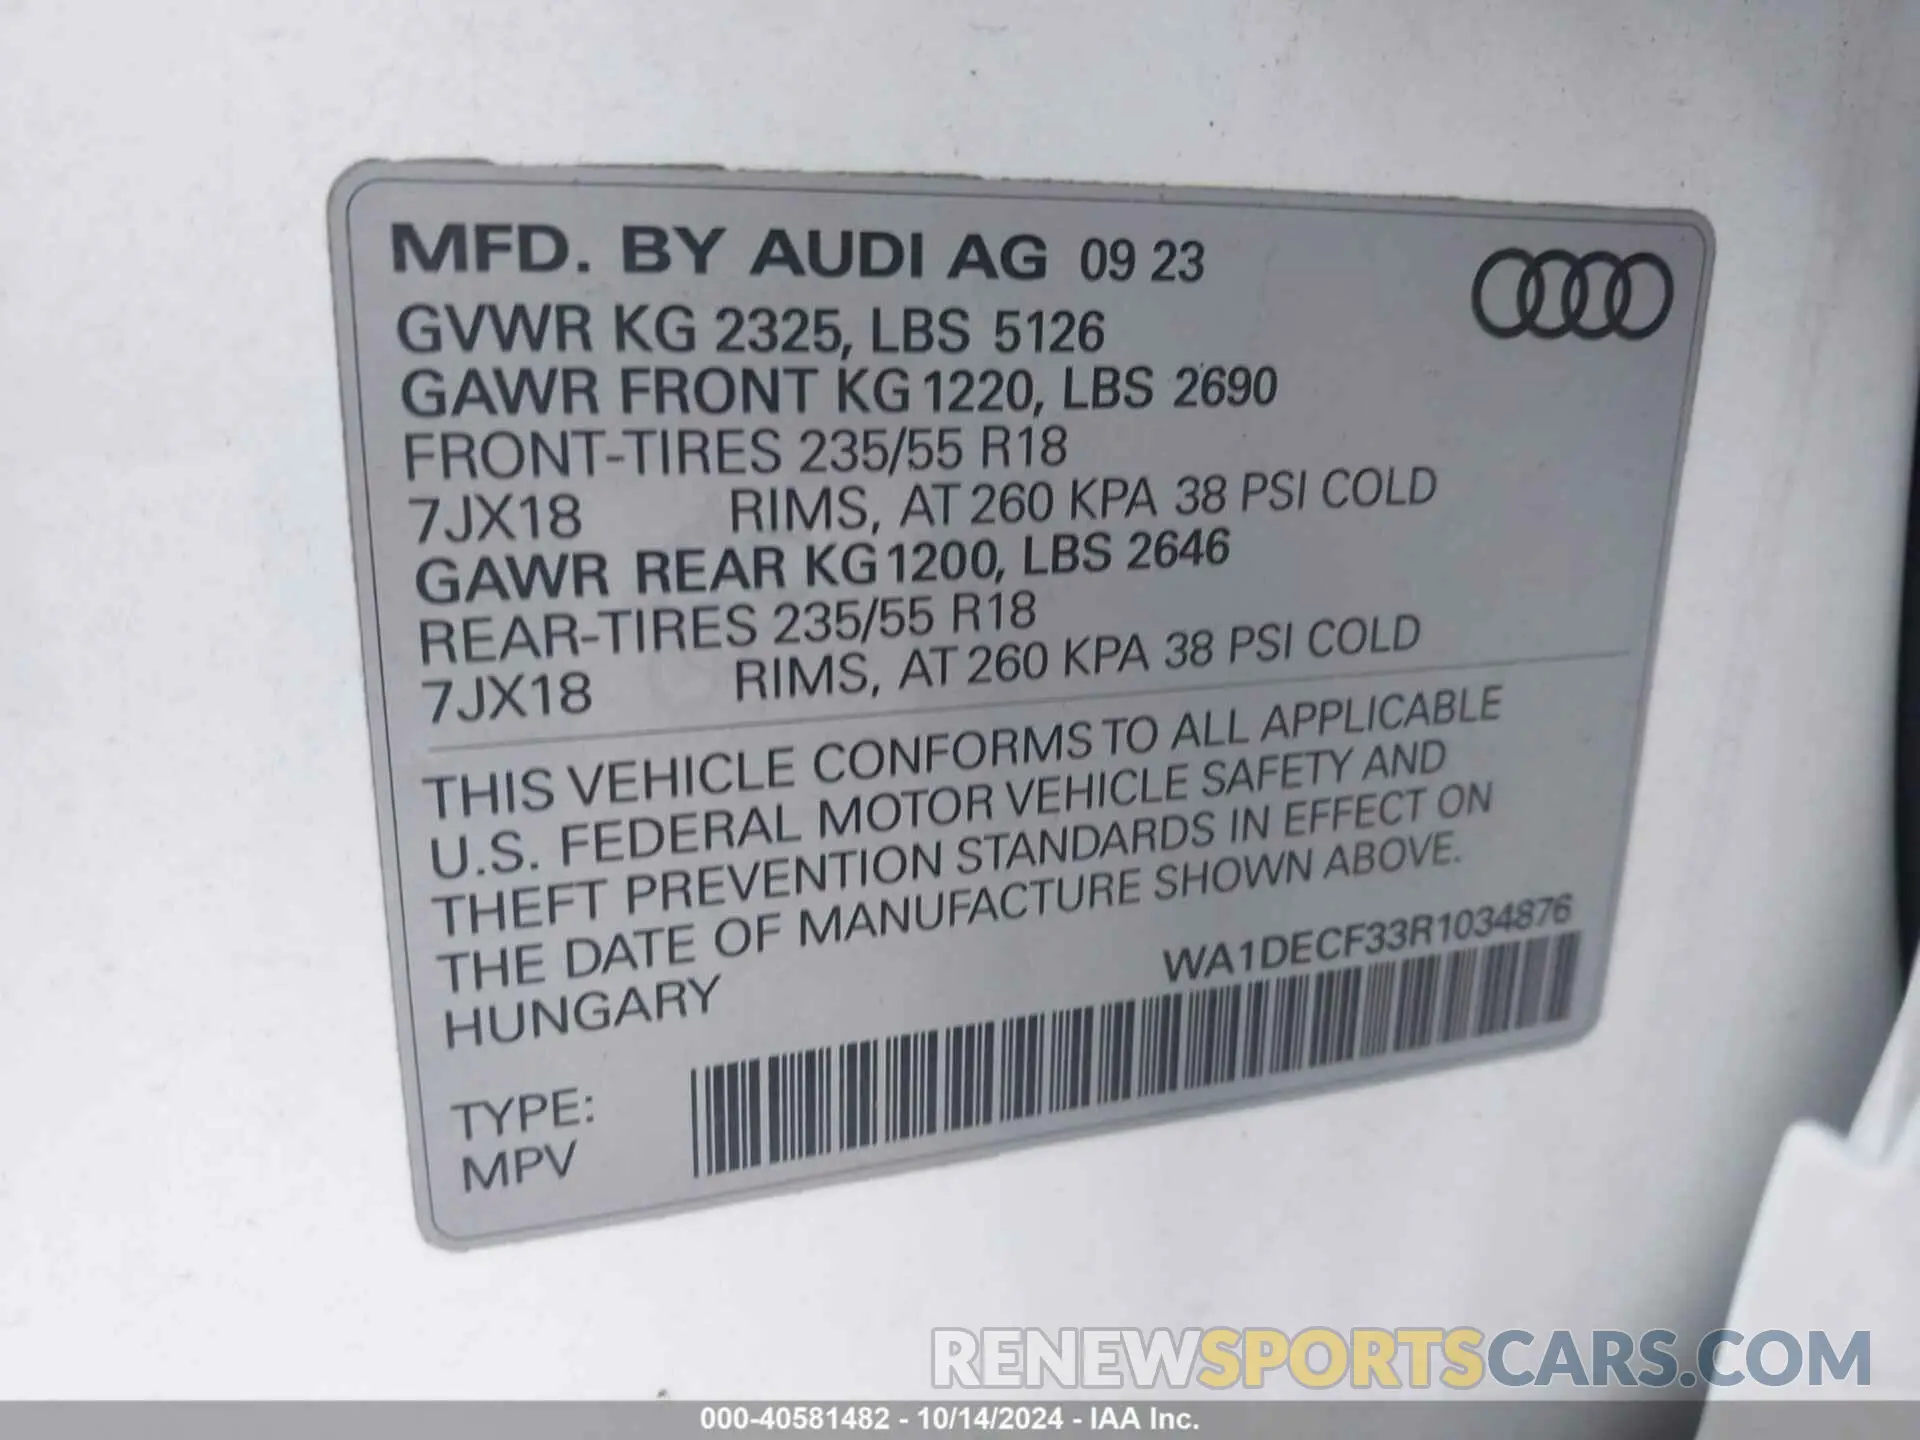 MFD. BY AUDI AG 09 23
GVWR KG 2325, LBS 5126
GAWR FRONT KG 1220, LBS 2690
FRONT-TIRES 235/55 R18
7JX18 RIMS, AT 260 KPA 38 PSI COLD
GAWR REAR KG 1200, LBS 2646
REAR-TIRES 235/55 R18
7JX18 RIMS, AT 260 KPA 38 PSI COLD
THIS VEHICLE CONFORMS TO ALL APPLICABLE
U.S. FEDERAL MOTOR VEHICLE SAFETY AND
THEFT PREVENTION STANDARDS IN EFFECT ON
THE DATE OF MANUFACTURE SHOWN ABOVE.
HUNGARY
WA1DECF33R1034876
TYPE:
MPV
RENEWSPORTSCARS.COM
000-40581482 - 10/14/2024 - IAA Inc.